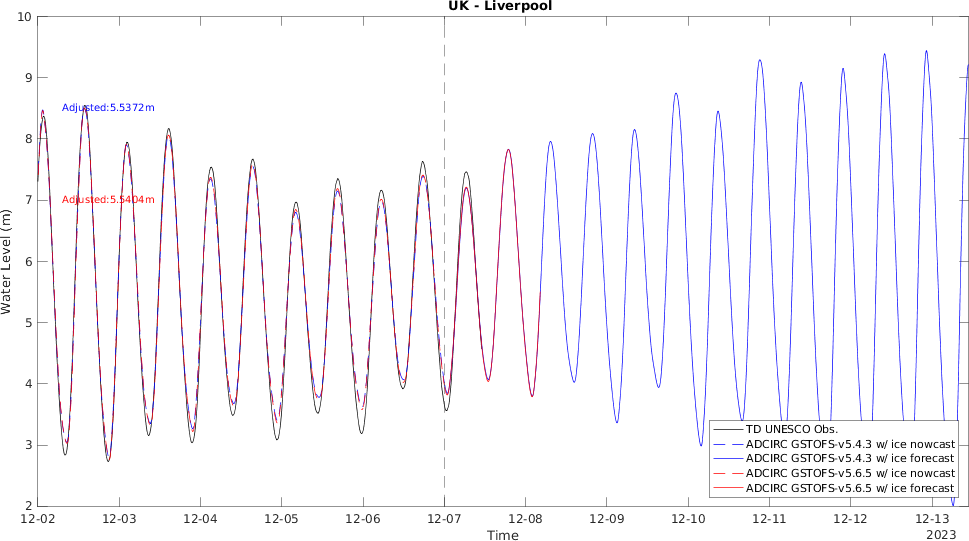 UK - Liverpool
10
9
8
7
6
5
4
3
2
Water Level (m)
Adjusted:5.5372m
Adjusted:5.5404m
TD UNESCO Obs.
ADCIRC GSTOFS-v5.4.3 w/ ice nowcast
ADCIRC GSTOFS-v5.4.3 w/ ice forecast
ADCIRC GSTOFS-v5.6.5 w/ ice nowcast
ADCIRC GSTOFS-v5.6.5 w/ ice forecast
12-02 12-03 12-04 12-05 12-06 12-07 12-08 12-09 12-10 12-11 12-12 12-13
Time
2023